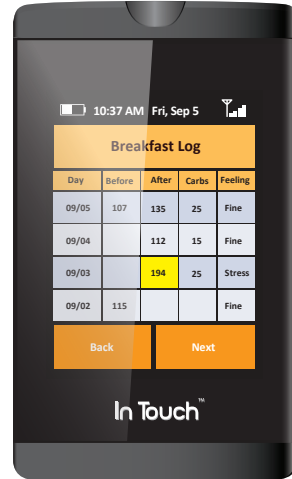 10:37 AM Fri, Sep 5
Breakfast Log
Day Before After Carbs Feeling
09/05 107 135 25 Fine
09/04 112 15 Fine
09/03 194 25 Stress
09/02 115 Fine
Back Next
In Touch™